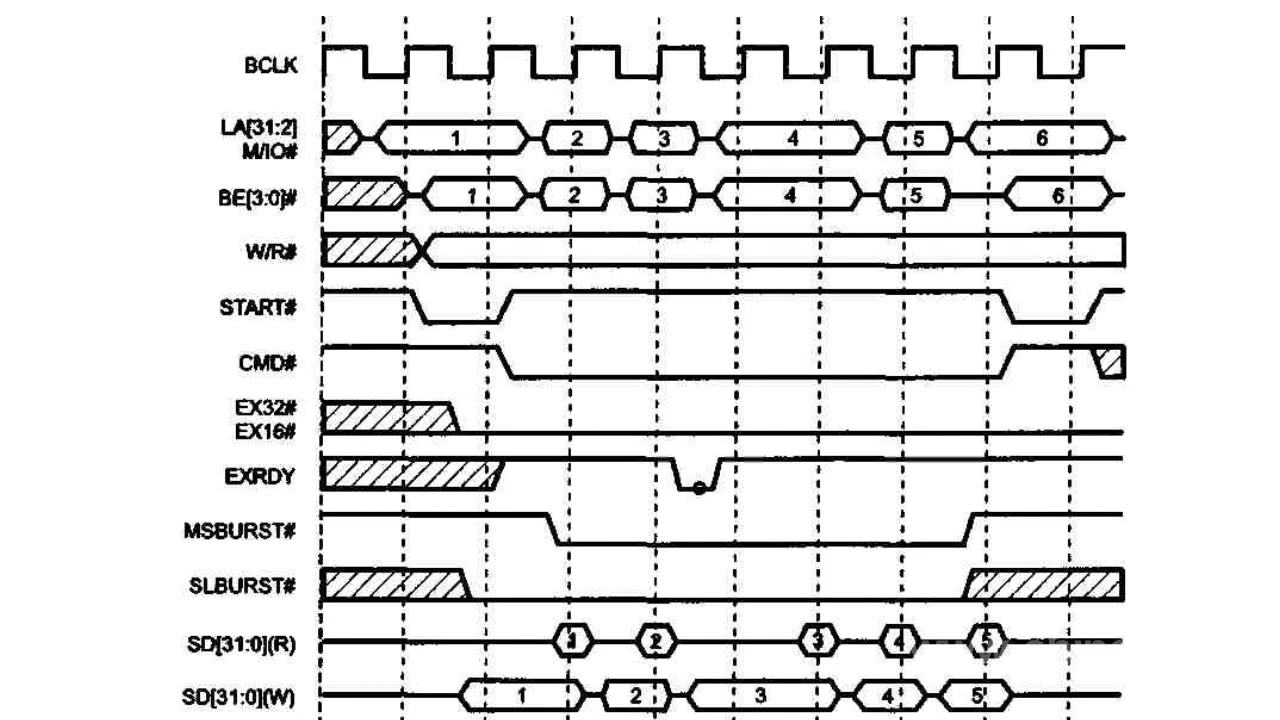 BCLK
LA[31:2]
M/IO#
1 2 3 4 5 6
BE[3:0]#
1 2 3 4 5 6
W/R#
START#
CMD#
EX32#
EX16#
EXRDY
MSBURST#
SLBURST#
SD[31:0](R)
1 2 3 4 5
SD[31:0](W)
1 2 3 4 5